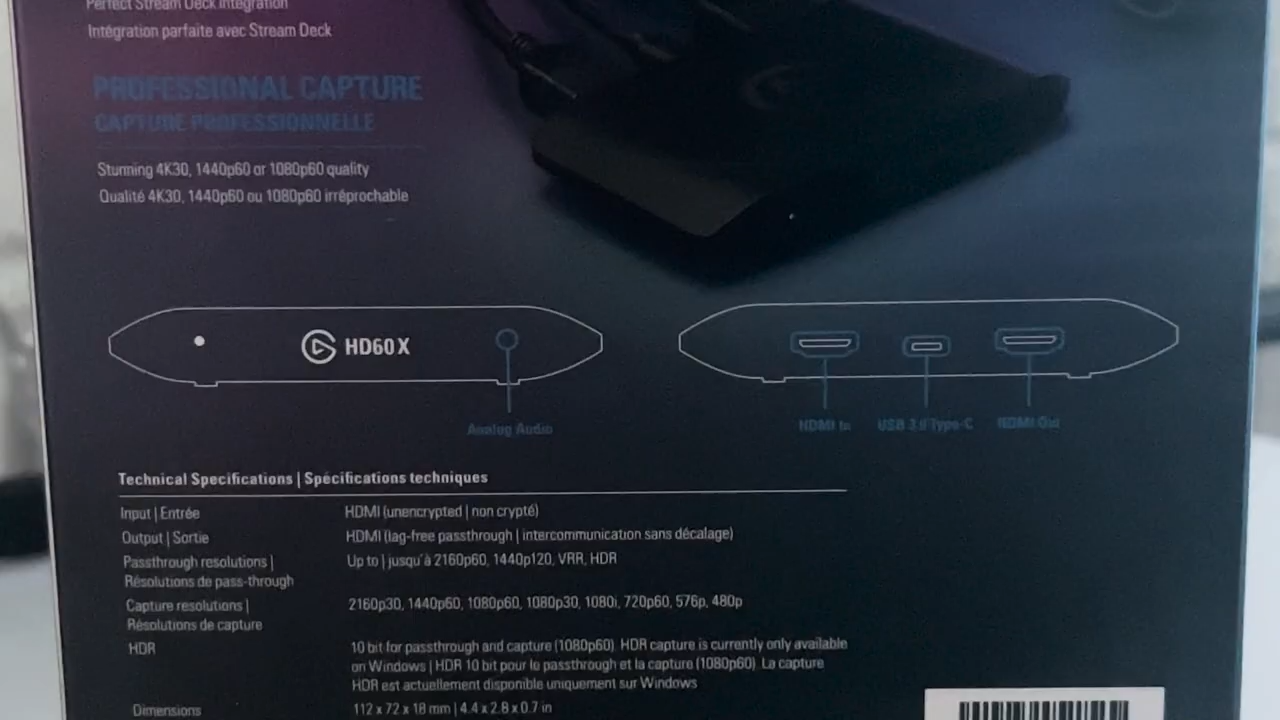 Perfect Stream Deck Integration
Intégration parfaite avec Stream Deck
PROFESSIONAL CAPTURE
CAPTURE PROFESSIONNELLE
Stunning 4K30, 1440p60 or 1080p60 quality
Qualité 4K30, 1440p60 ou 1080p60 irréprochable
HD60 X
Analog Audio
HDMI In USB 3.0 Type-C HDMI Out
Technical Specifications | Spécifications techniques
Input | Entrée HDMI (unencrypted | non crypté)
Output | Sortie HDMI (lag-free passthrough | intercommunication sans décalage)
Passthrough resolutions | Up to | jusqu'à 2160p60, 1440p120, VRR, HDR
Résolutions de pass-through
Capture resolutions | 2160p30, 1440p60, 1080p60, 1080p30, 1080i, 720p60, 576p, 480p
Résolutions de capture
HDR 10 bit for passthrough and capture (1080p60). HDR capture is currently only available
on Windows | HDR 10 bit pour le passthrough et la capture (1080p60). La capture
HDR est actuellement disponible uniquement sur Windows
Dimensions 112 x 72 x 18 mm | 4.4 x 2.8 x 0.7 in